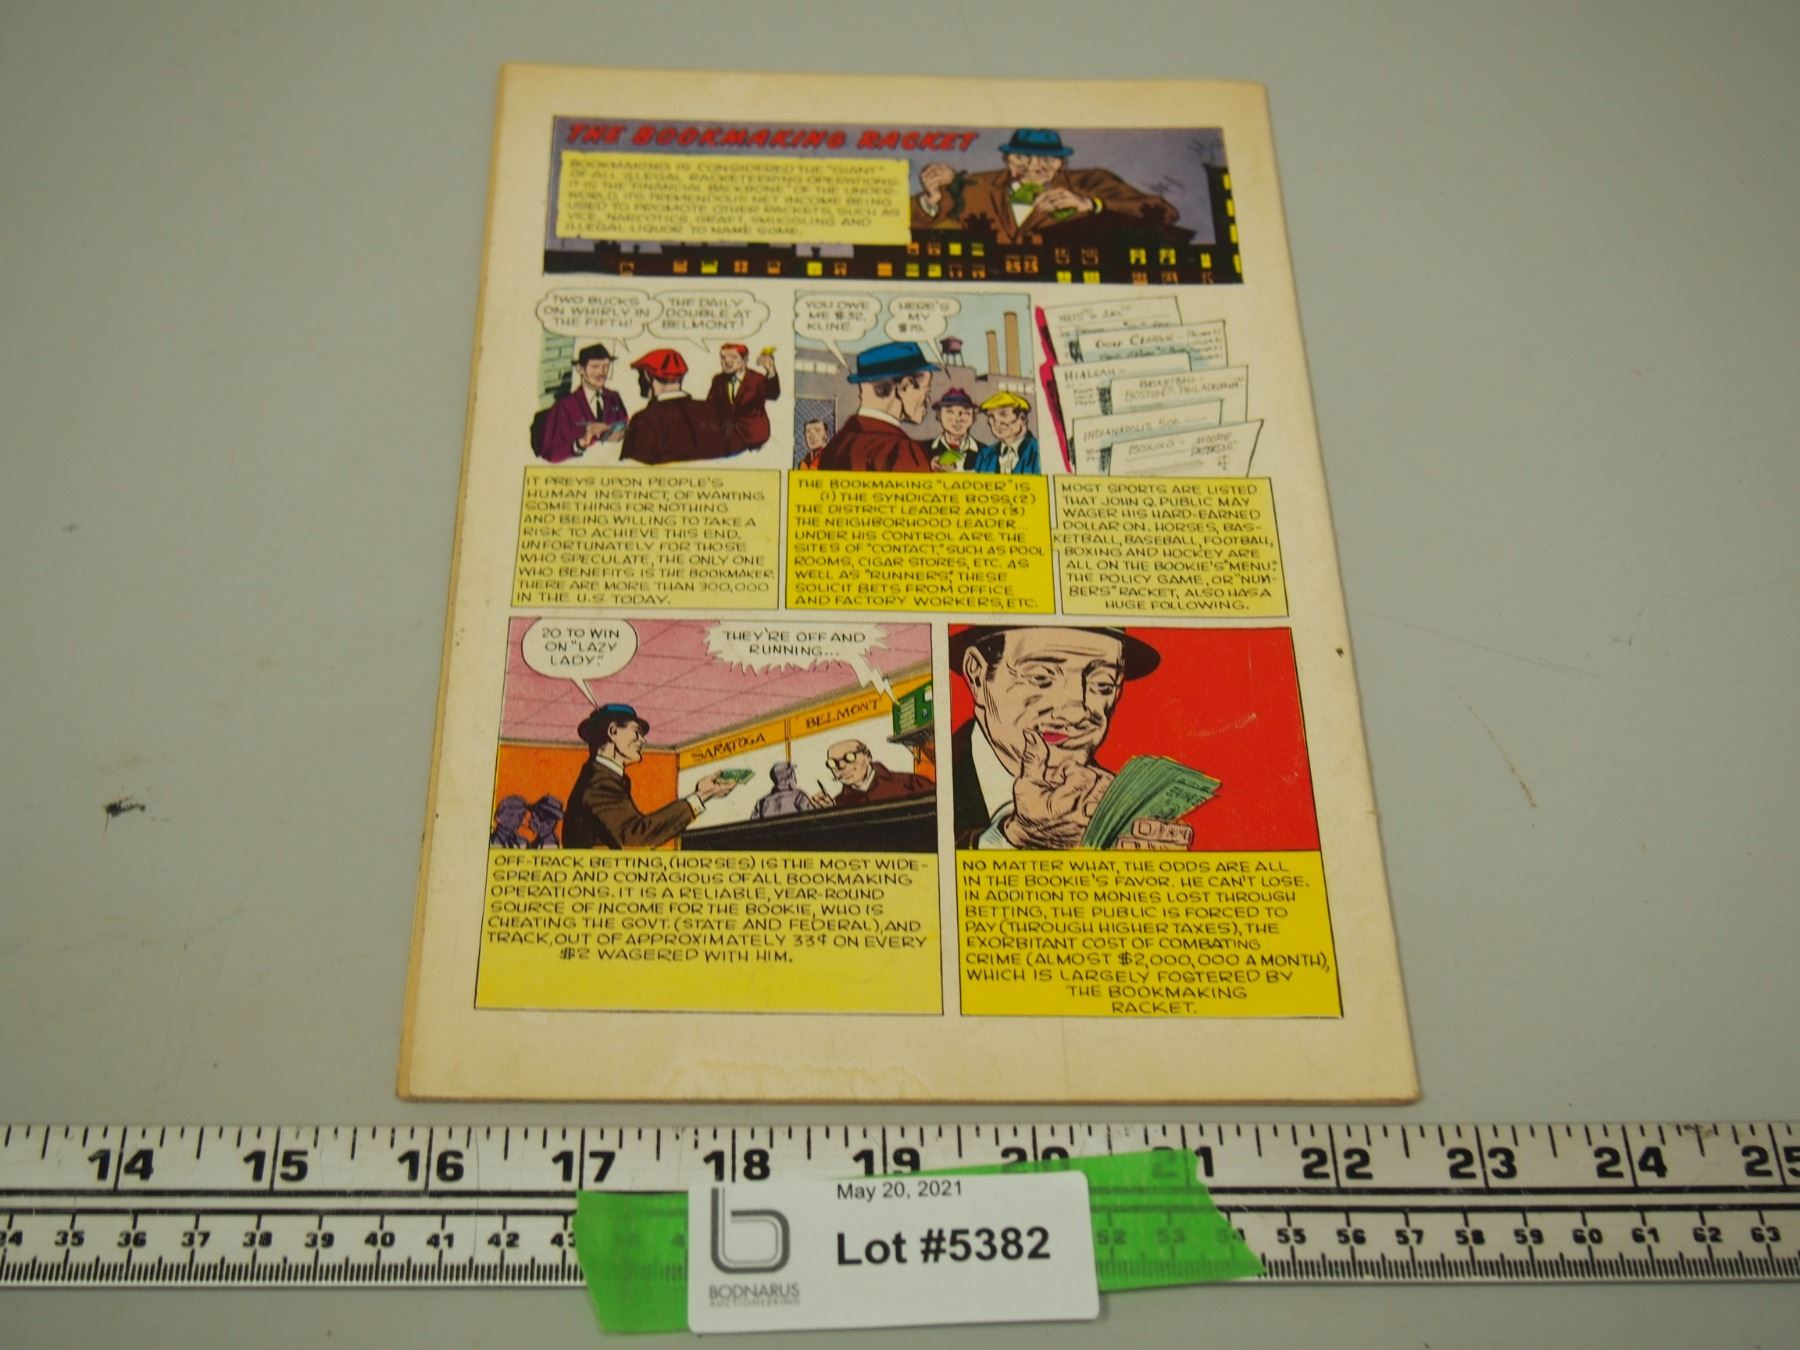 THE BOOKMAKING RACKET
BOOKMAKING IS CONSIDERED THE "GIANT"
OF ALL ILLEGAL RACKETEERING OPERATIONS.
IT IS THE "FINANCIAL BACKBONE" OF THE UNDER-
WORLD, ITS TREMENDOUS NET INCOME BEING
USED TO PROMOTE OTHER RACKETS, SUCH AS
VICE, NARCOTICS, GRAFT, SMUGGLING AND
ILLEGAL LIQUOR TO NAME SOME.
TWO BUCKS
ON WHIRLY IN
THE FIFTH!
THE DAILY
DOUBLE AT
BELMONT!
IT PREYS UPON PEOPLE'S
HUMAN INSTINCT, OF WANTING
SOMETHING FOR NOTHING
AND BEING WILLING TO TAKE A
RISK TO ACHIEVE THIS END.
UNFORTUNATELY FOR THOSE
WHO SPECULATE, THE ONLY ONE
WHO BENEFITS IS THE BOOKMAKER.
THERE ARE MORE THAN 300,000
IN THE U.S. TODAY.
YOU OWE
ME $32,
KLINE.
HERE'S
MY
$15.
THE BOOKMAKING "LADDER" IS
(1) THE SYNDICATE BOSS, (2)
THE DISTRICT LEADER AND (3)
THE NEIGHBORHOOD LEADER...
UNDER HIS CONTROL ARE THE
SITES OF "CONTACT," SUCH AS POOL
ROOMS, CIGAR STORES, ETC. AS
WELL AS "RUNNERS", THESE
SOLICIT BETS FROM OFFICE
AND FACTORY WORKERS, ETC.
GOLF CLASSIC -
HIALEAH -
BASKETBALL -
BOSTON - PHILADELPHIA
INDIANAPOLIS 500
BOXING - MOORE
MOST SPORTS ARE LISTED
THAT JOHN Q. PUBLIC MAY
WAGER HIS HARD-EARNED
DOLLAR ON. HORSES, BAS-
KETBALL, BASEBALL, FOOTBALL,
BOXING AND HOCKEY ARE
ALL ON THE BOOKIE'S "MENU."
THE POLICY GAME, OR "NUM-
BERS" RACKET, ALSO HAS A
HUGE FOLLOWING.
20 TO WIN
ON "LAZY
LADY."
THEY'RE OFF AND
RUNNING...
SARATOGA
BELMONT
OFF-TRACK BETTING, (HORSES) IS THE MOST WIDE-
SPREAD AND CONTAGIOUS OF ALL BOOKMAKING
OPERATIONS. IT IS A RELIABLE, YEAR-ROUND
SOURCE OF INCOME FOR THE BOOKIE, WHO IS
CHEATING THE GOVT. (STATE AND FEDERAL), AND
TRACK, OUT OF APPROXIMATELY 33¢ ON EVERY
$2 WAGERED WITH HIM.
NO MATTER WHAT, THE ODDS ARE ALL
IN THE BOOKIE'S FAVOR. HE CAN'T LOSE.
IN ADDITION TO MONIES LOST THROUGH
BETTING, THE PUBLIC IS FORCED TO
PAY (THROUGH HIGHER TAXES), THE
EXORBITANT COST OF COMBATING
CRIME (ALMOST $2,000,000 A MONTH),
WHICH IS LARGELY FOSTERED BY
THE BOOKMAKING
RACKET.
14 15 16 17 18 19 20 21 22 23 24 25
34 35 36 37 38 39 40 41 42 43 52 53 54 55 56 57 58 59 60 61 62 63
May 20, 2021
Lot #5382
BODNARUS
AUCTIONEERING